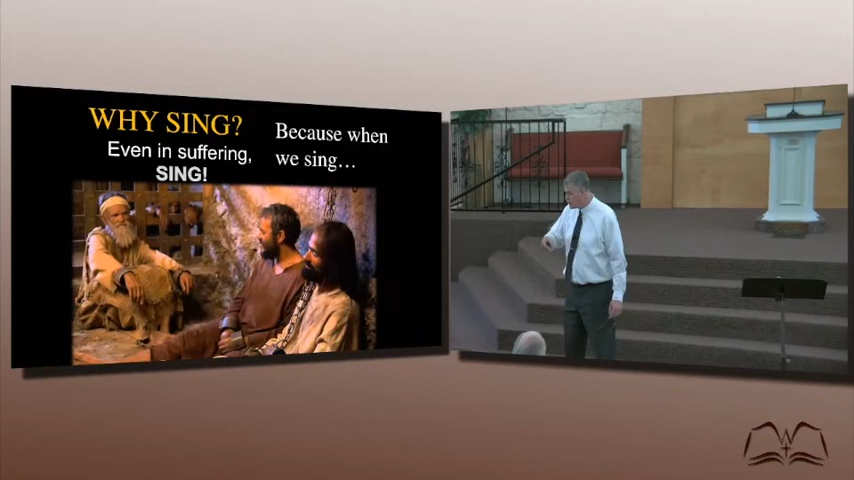 WHY SING?
Even in suffering,
SING!
Because when
we sing…